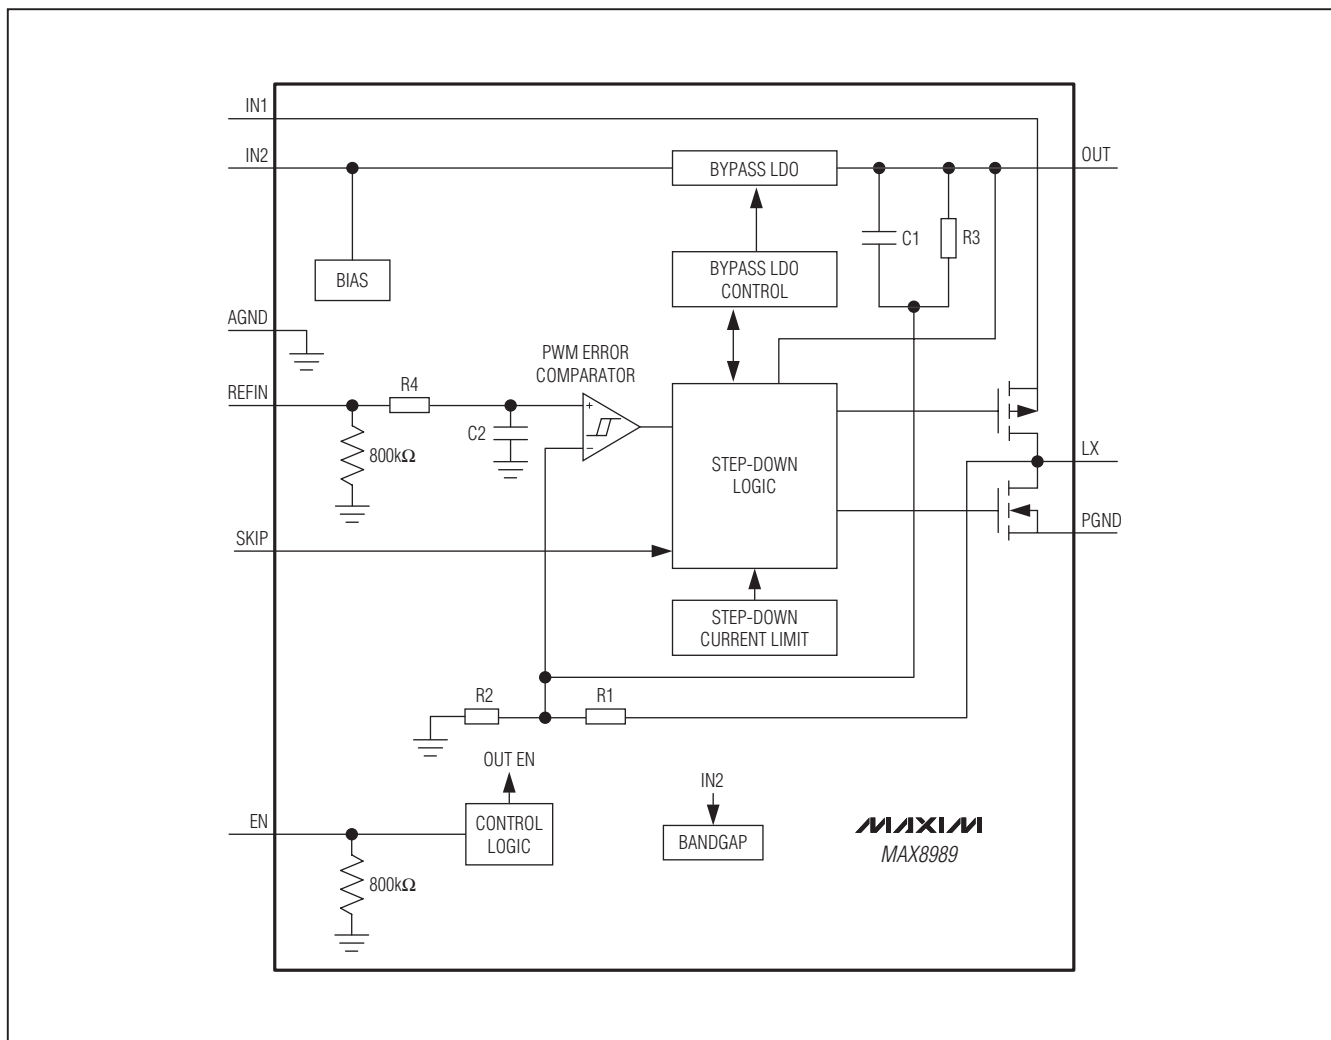 IN1
IN2
BYPASS LDO
OUT
C1
R3
BIAS
BYPASS LDO
CONTROL
AGND
PWM ERROR
COMPARATOR
REFIN
R4
C2
+
−
800kΩ
STEP-DOWN
LOGIC
LX
PGND
SKIP
STEP-DOWN
CURRENT LIMIT
R2
R1
OUT EN
IN2
EN
CONTROL
LOGIC
BANDGAP
MAXIM
MAX8989
800kΩ